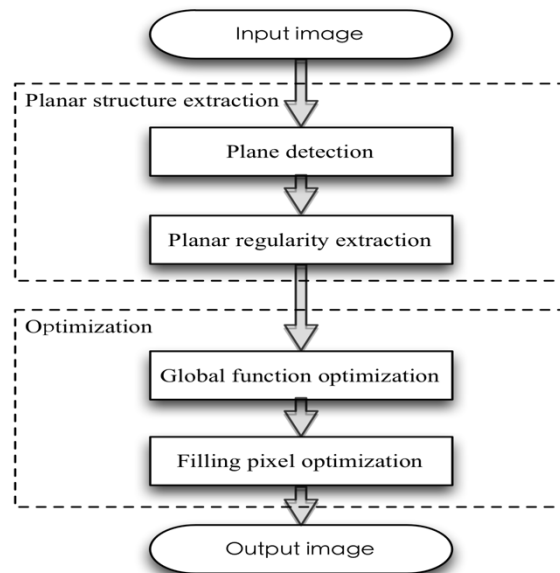 Input image
Planar structure extraction
Plane detection
Planar regularity extraction
Optimization
Global function optimization
Filling pixel optimization
Output image